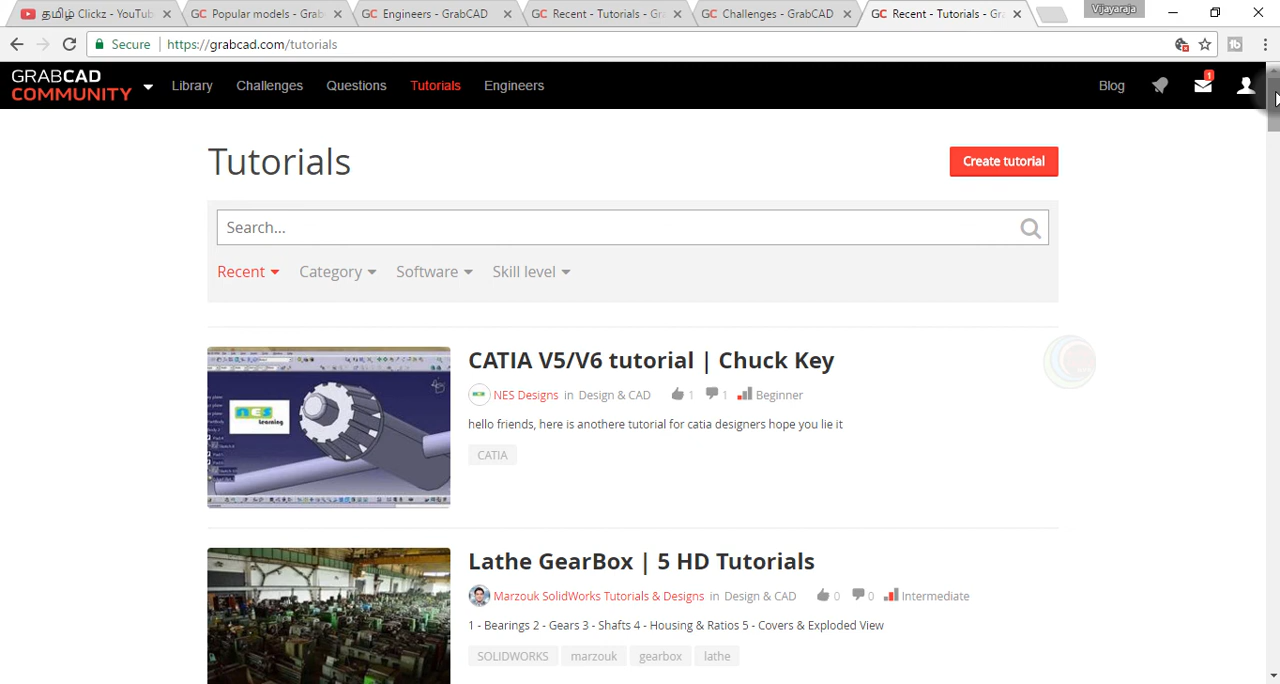 தமிழ் Clickz - YouTub
GC Popular models - Grab
GC Engineers - GrabCAD
GC Recent - Tutorials - Gra
GC Challenges - GrabCAD
GC Recent - Tutorials - Gra
Vijayaraja
Secure https://grabcad.com/tutorials
GRABCAD
COMMUNITY
Library Challenges Questions Tutorials Engineers Blog 1
Tutorials
Create tutorial
Search...
Recent Category Software Skill level
CATIA V5/V6 tutorial | Chuck Key
NES Designs in Design & CAD 1 1 Beginner
hello friends, here is anothere tutorial for catia designers hope you lie it
CATIA
nes
learning
Lathe GearBox | 5 HD Tutorials
Marzouk SolidWorks Tutorials & Designs in Design & CAD 0 0 Intermediate
1 - Bearings 2 - Gears 3 - Shafts 4 - Housing & Ratios 5 - Covers & Exploded View
SOLIDWORKS marzouk gearbox lathe